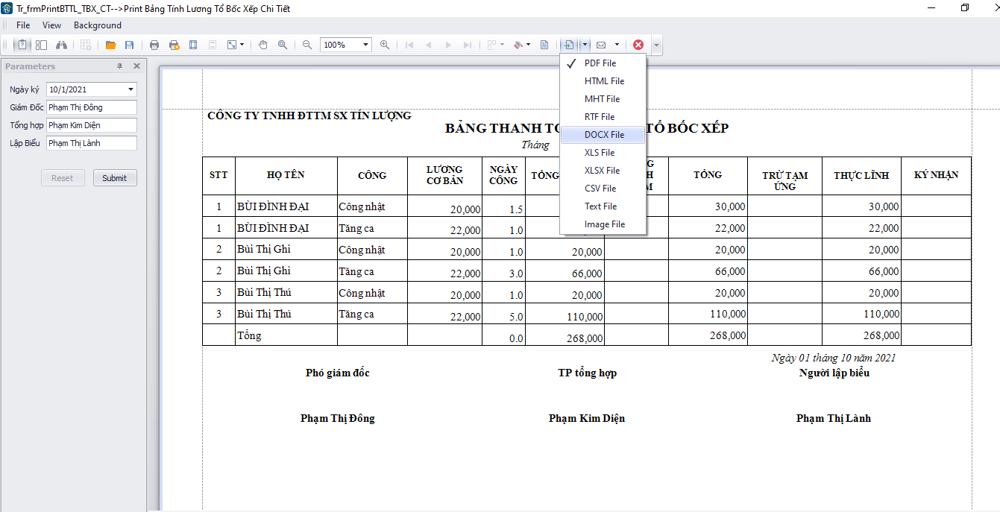 Tr_frmPrintBTTL_TBX_CT-->Print Bảng Tính Lương Tổ Bốc Xếp Chi Tiết
File View Background
100%
Parameters
Ngày ký 10/1/2021
Giám Đốc Phạm Thị Đông
Tổng hợp Phạm Kim Diện
Lập Biểu Phạm Thị Lành
Reset Submit
PDF File
HTML File
MHT File
RTF File
DOCX File
XLS File
XLSX File
CSV File
Text File
Image File
CÔNG TY TNHH ĐTTM SX TÍN LƯỢNG
BẢNG THANH TO TỔ BỐC XẾP
Tháng
STT HỌ TÊN CÔNG LƯƠNG CƠ BẢN NGÀY CÔNG TỔNG G H M TỔNG TRỪ TẠM ỨNG THỰC LĨNH KÝ NHẬN
1 BÙI ĐÌNH ĐẠI Công nhật 20,000 1.5 30,000 30,000
1 BÙI ĐÌNH ĐẠI Tăng ca 22,000 1.0 22,000 22,000
2 Bùi Thị Ghi Công nhật 20,000 1.0 20,000 20,000 20,000
2 Bùi Thị Ghi Tăng ca 22,000 3.0 66,000 66,000 66,000
3 Bùi Thị Thú Công nhật 20,000 1.0 20,000 20,000 20,000
3 Bùi Thị Thú Tăng ca 22,000 5.0 110,000 110,000 110,000
Tổng 0.0 268,000 268,000 268,000
Ngày 01 tháng 10 năm 2021
Phó giám đốc TP tổng hợp Người lập biểu
Phạm Thị Đông Phạm Kim Diện Phạm Thị Lành